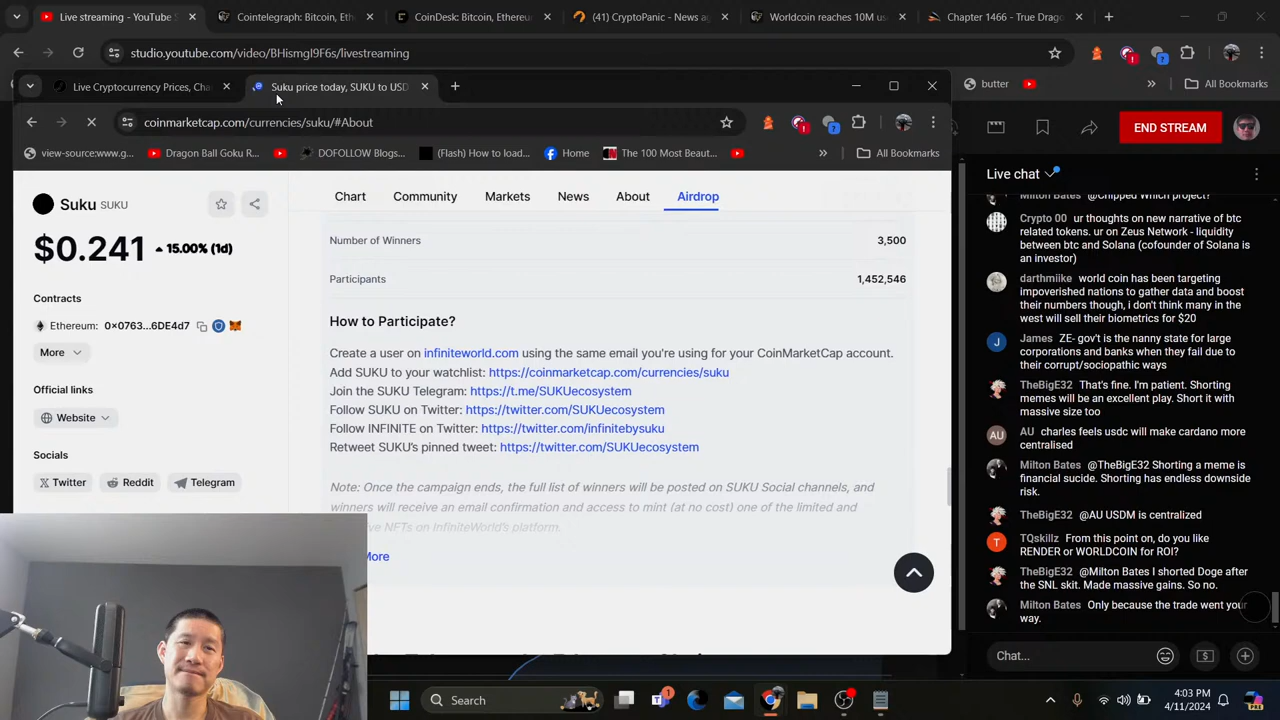 Live streaming - YouTube S
Cointelegraph: Bitcoin, Eth
CoinDesk: Bitcoin, Ethereu
(41) CryptoPanic - News a
Worldcoin reaches 10M u
Chapter 1466 - True Drag
studio.youtube.com/video/BHismgI9F6s/livestreaming
butter
All Bookmarks
Live Cryptocurrency Prices, Cha
Suku price today, SUKU to USD
coinmarketcap.com/currencies/suku/#About
view-source:www.g...
Dragon Ball Goku R...
DOFOLLOW Blogs...
(Flash) How to load...
Home
The 100 Most Beaut...
All Bookmarks
END STREAM
Suku SUKU
$0.241
15.00% (1d)
Contracts
Ethereum: 0x0763...6DE4d7
More
Official links
Website
Socials
Twitter
Reddit
Telegram
Chart
Community
Markets
News
About
Airdrop
Number of Winners
3,500
Participants
1,452,546
How to Participate?
Create a user on infiniteworld.com using the same email you're using for your CoinMarketCap account.
Add SUKU to your watchlist: https://coinmarketcap.com/currencies/suku
Join the SUKU Telegram: https://t.me/SUKUecosystem
Follow SUKU on Twitter: https://twitter.com/SUKUecosystem
Follow INFINITE on Twitter: https://twitter.com/infinitebysuku
Retweet SUKU's pinned tweet: https://twitter.com/SUKUecosystem
Note: Once the campaign ends, the full list of winners will be posted on SUKU Social channels, and
winners will receive an email confirmation and access to mint (at no cost) one of the limited and
ve NFTs on InfiniteWorld's platform.
More
Live chat
Milton Bates @Chipped Which project?
Crypto 00 ur thoughts on new narrative of btc
related tokens. ur on Zeus Network - liquidity
between btc and Solana (cofounder of Solana is
an investor)
darthmiike world coin has been targeting
impoverished nations to gather data and boost
their numbers though, i don't think many in the
west will sell their biometrics for $20
James ZE- gov't is the nanny state for large
corporations and banks when they fail due to
their corrupt/sociopathic ways
TheBigE32 That's fine. I'm patient. Shorting
memes will be an excellent play. Short it with
massive size too
AU charles feels usdc will make cardano more
centralised
Milton Bates @TheBigE32 Shorting a meme is
financial sucide. Shorting has endless downside
risk.
TheBigE32 @AU USDM is centralized
TQskillz From this point on, do you like
RENDER or WORLDCOIN for ROI?
TheBigE32 @Milton Bates I shorted Doge after
the SNL skit. Made massive gains. So no.
Milton Bates Only because the trade went your
way.
Chat...
Search
4:03 PM
4/11/2024